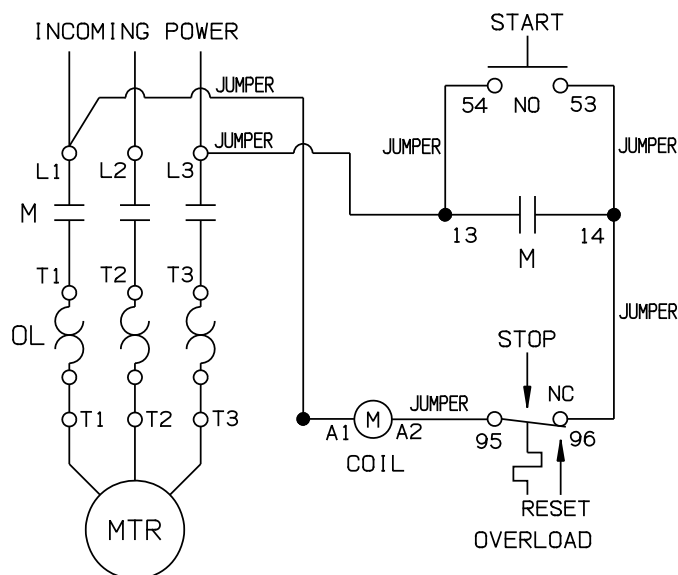 START
INCOMING POWER
JUMPER
54 NO 53
JUMPER
JUMPER
JUMPER
L1 L2 L3
M
13 14
M
T1 T2 T3
JUMPER
OL
STOP
NC
JUMPER
T1 T2 T3
A1 M A2
95 96
COIL
RESET
MTR
OVERLOAD